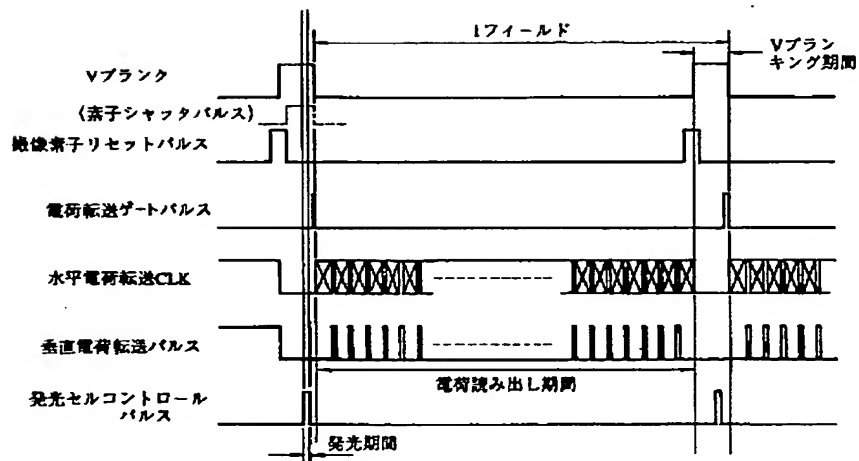 1フィールド
Vブラン
キング期間
Vブランク
(素子シャッタパルス)
撮像素子リセットパルス
電荷転送ゲートパルス
水平電荷転送CLK
垂直電荷転送パルス
電荷読み出し期間
発光セルコントロール
パルス
発光期間